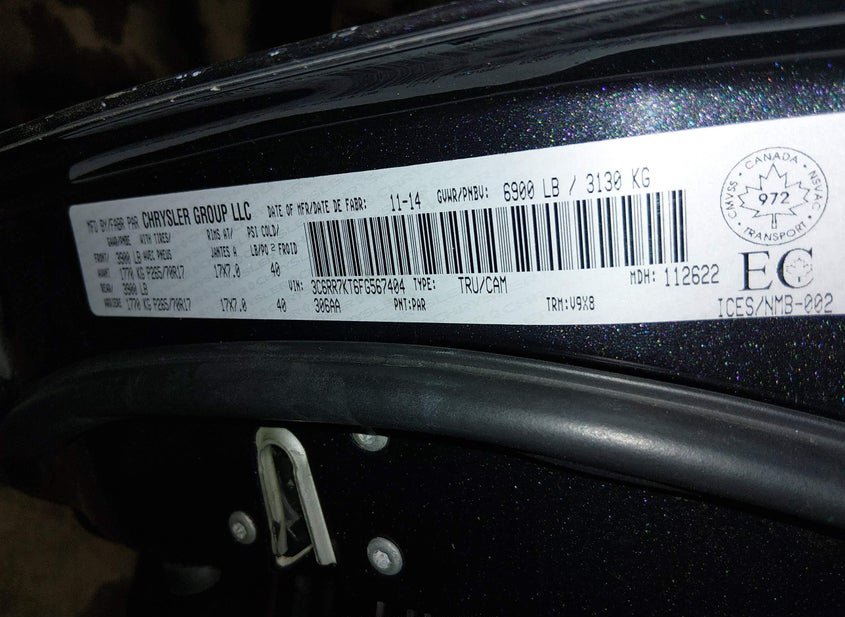 MFD BY/FABR PAR CHRYSLER GROUP LLC DATE OF MFR/DATE DE FABR: 11-14 GVWR/PNBV: 6900 LB / 3130 KG
GAWR/PNBE WITH TIRES/ RIMS AT/ PSI COLD/
FRONT/ 3900 LB AVEC PNEUS JANTES A LB/PO ² FROID
AVANT 1770 KG P265/70R17 17X7.0 40
REAR/ 3900 LB
ARRIERE 1770 KG P265/70R17 17X7.0 40
VIN: 3C6RR7KT6FG567404 TYPE: TRU/CAM MDH: 112622
306AA PNT:PAR TRM:V9X8
CANADA
CMVSS NSVAC
972
TRANSPORT
EC
ICES/NMB-002